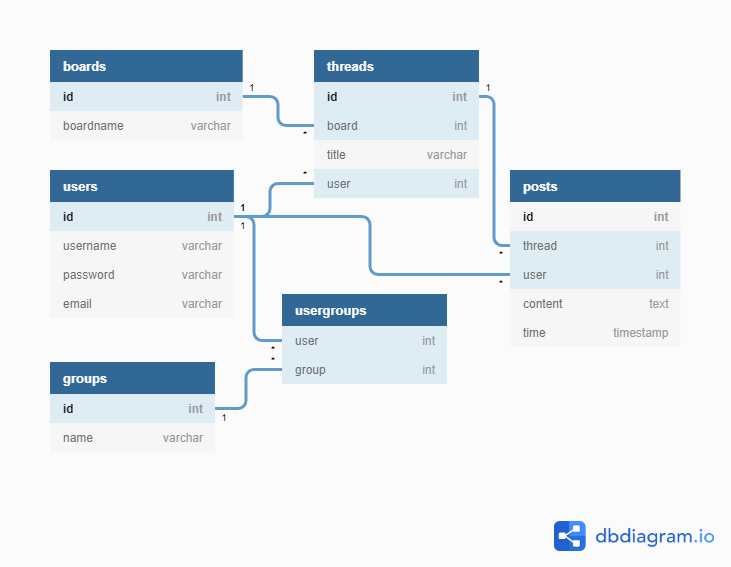 boards
id int
boardname varchar
1
*
threads
id int
board int
title varchar
user int
1
*
users
id int
username varchar
password varchar
email varchar
1
1
*
posts
id int
thread int
user int
content text
time timestamp
*
*
usergroups
user int
group int
*
*
groups
id int
name varchar
1
dbdiagram.io